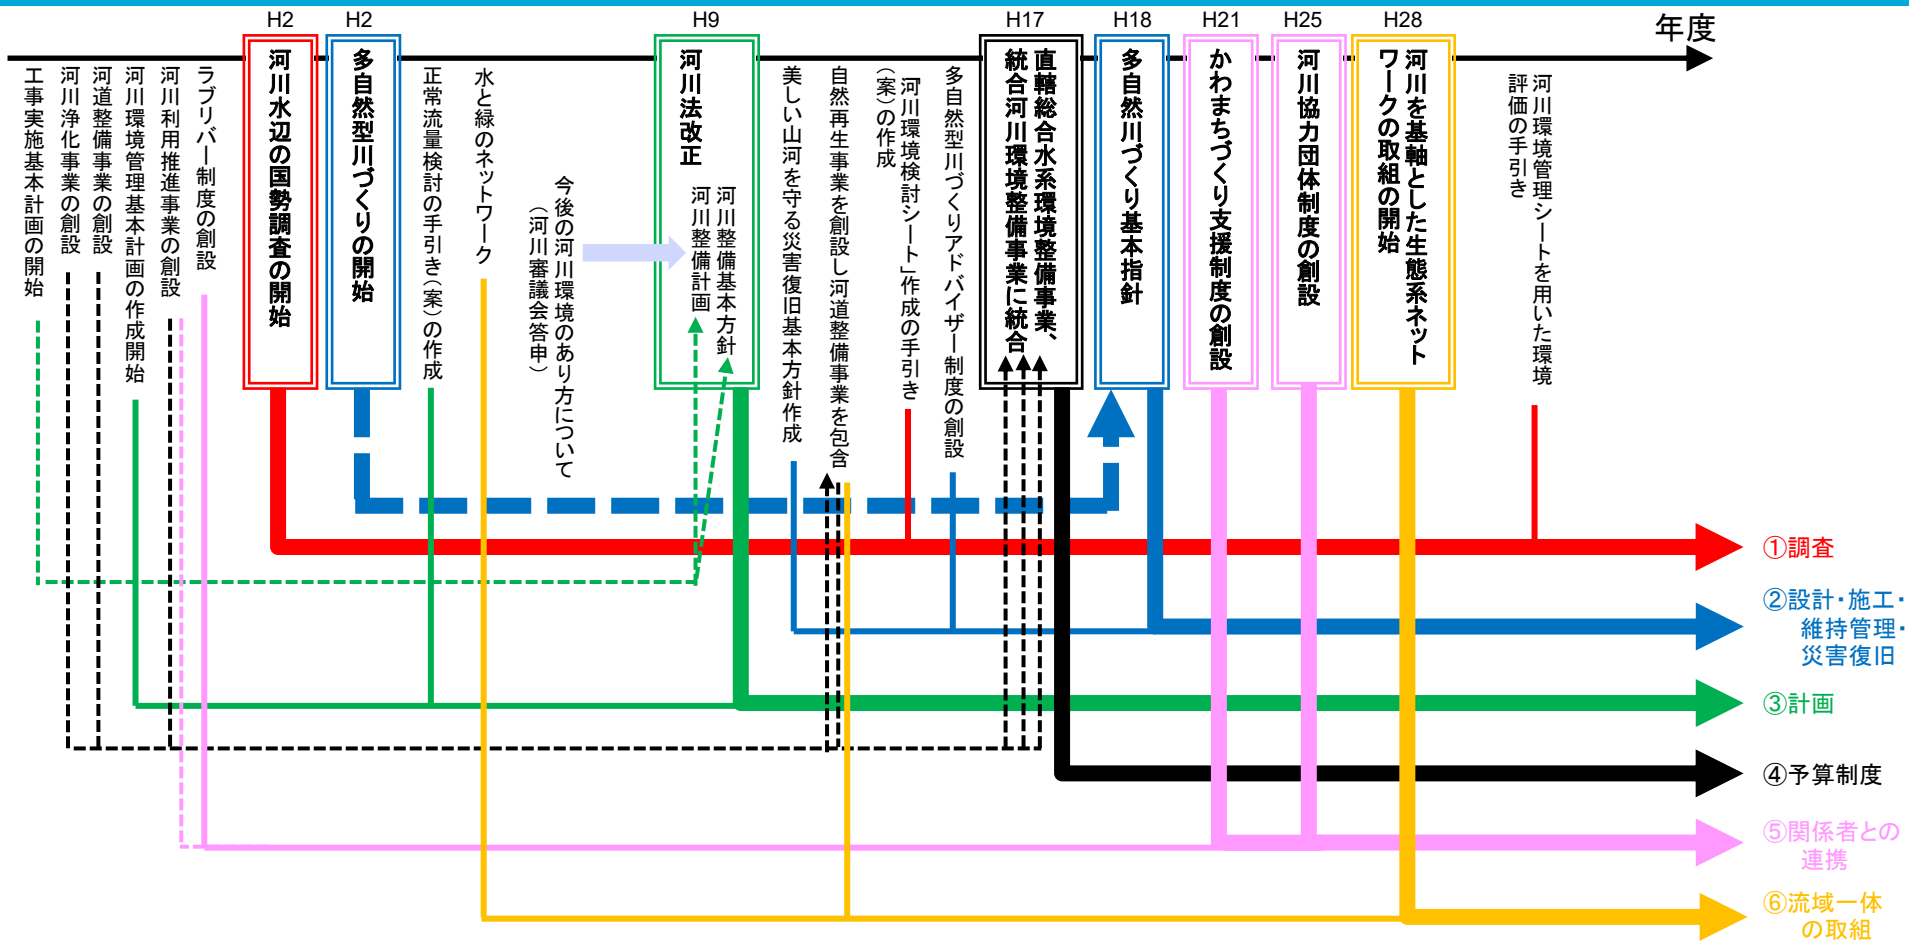 H2
H2
H9
H17
H18
H21
H25
H28
年度
工事実施基本計画の開始
河川浄化事業の創設
河道整備事業の創設
河川環境管理基本計画の作成開始
河川利用推進事業の創設
ラブリバー制度の創設
河川水辺の国勢調査の開始
多自然型川づくりの開始
正常流量検討の手引き(案)の作成
水と緑のネットワーク
今後の河川環境のあり方について
(河川審議会答申)
河川法改正
河川整備基本方針
河川整備計画
美しい山河を守る災害復旧基本方針作成
自然再生事業を創設し河道整備事業を包含
「河川環境検討シート」作成の手引き
(案)の作成
多自然型川づくりアドバイザー制度の創設
直轄総合水系環境整備事業、
統合河川環境整備事業に統合
多自然川づくり基本指針
かわまちづくり支援制度の創設
河川協力団体制度の創設
河川を基軸とした生態系ネット
ワークの取組の開始
河川環境管理シートを用いた環境
評価の手引き
①調査
②設計・施工・
維持管理・
災害復旧
③計画
④予算制度
⑤関係者との
連携
⑥流域一体
の取組